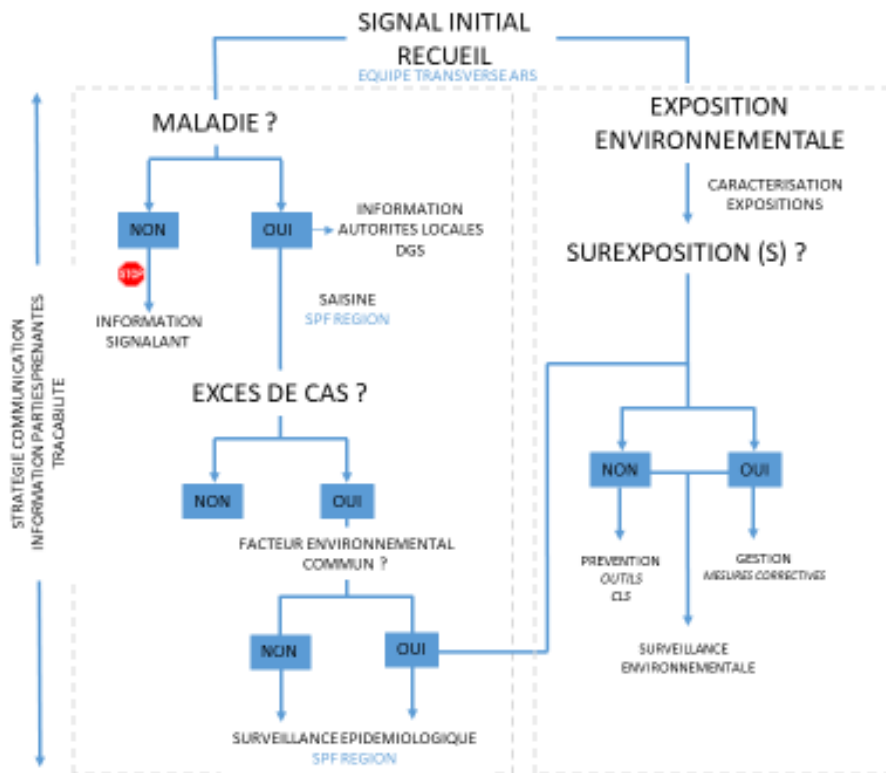 SIGNAL INITIAL
RECUEIL
EQUIPE TRANSVERSE ARS
MALADIE ?
NON
OUI
INFORMATION
AUTORITES LOCALES
DGS
STOP
INFORMATION
SIGNALANT
SAISINE
SPF REGION
EXCES DE CAS ?
NON
OUI
FACTEUR ENVIRONNEMENTAL
COMMUN ?
NON
OUI
SURVEILLANCE EPIDEMIOLOGIQUE
SPF REGION
EXPOSITION
ENVIRONNEMENTALE
CARACTERISATION
EXPOSITIONS
SUREXPOSITION (S) ?
NON
OUI
PREVENTION
OUTILS
CLS
GESTION
MESURES CORRECTIVES
SURVEILLANCE
ENVIRONNEMENTALE
STRATEGIE COMMUNICATION
INFORMATION PARTIES PRENANTES
TRACABILITE